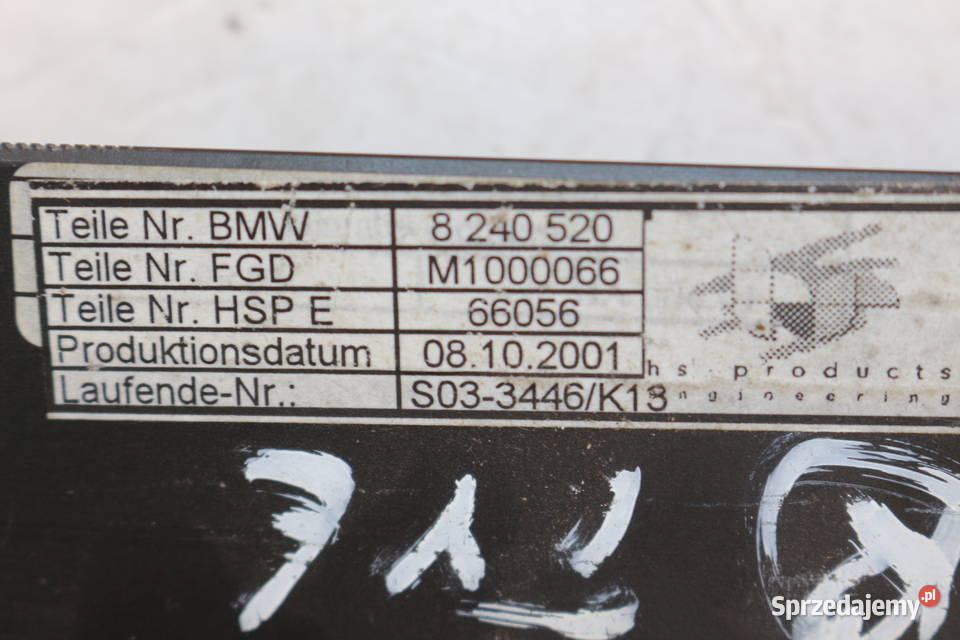 Teile Nr. BMW 8 240 520
Teile Nr. FGD M1000066
Teile Nr. HSP E 66056
Produktionsdatum 08.10.2001
Laufende-Nr.: S03-3446/K13
hs products
engineering
Sprzedajemy.pl